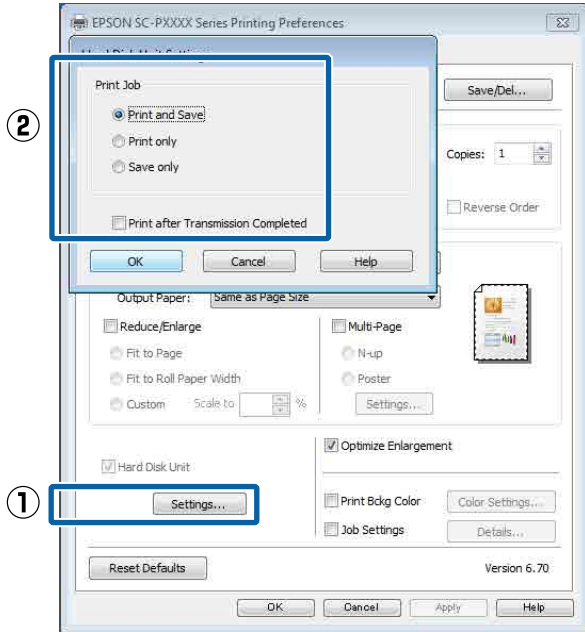 EPSON SC-PXXXX Series Printing Preferences
Print Job
Save/Del...
②
Print and Save
Print only
Copies: 1
Save only
Reverse Order
Print after Transmission Completed
OK Cancel Help
Output Paper: Same as Page Size
Reduce/Enlarge Multi-Page
Fit to Page N-up
Fit to Roll Paper Width Poster
Custom Scale to % Settings...
Optimize Enlargement
Hard Disk Unit
① Settings... Print Bckg Color Color Settings...
Job Settings Details...
Reset Defaults Version 6.70
OK Cancel Apply Help